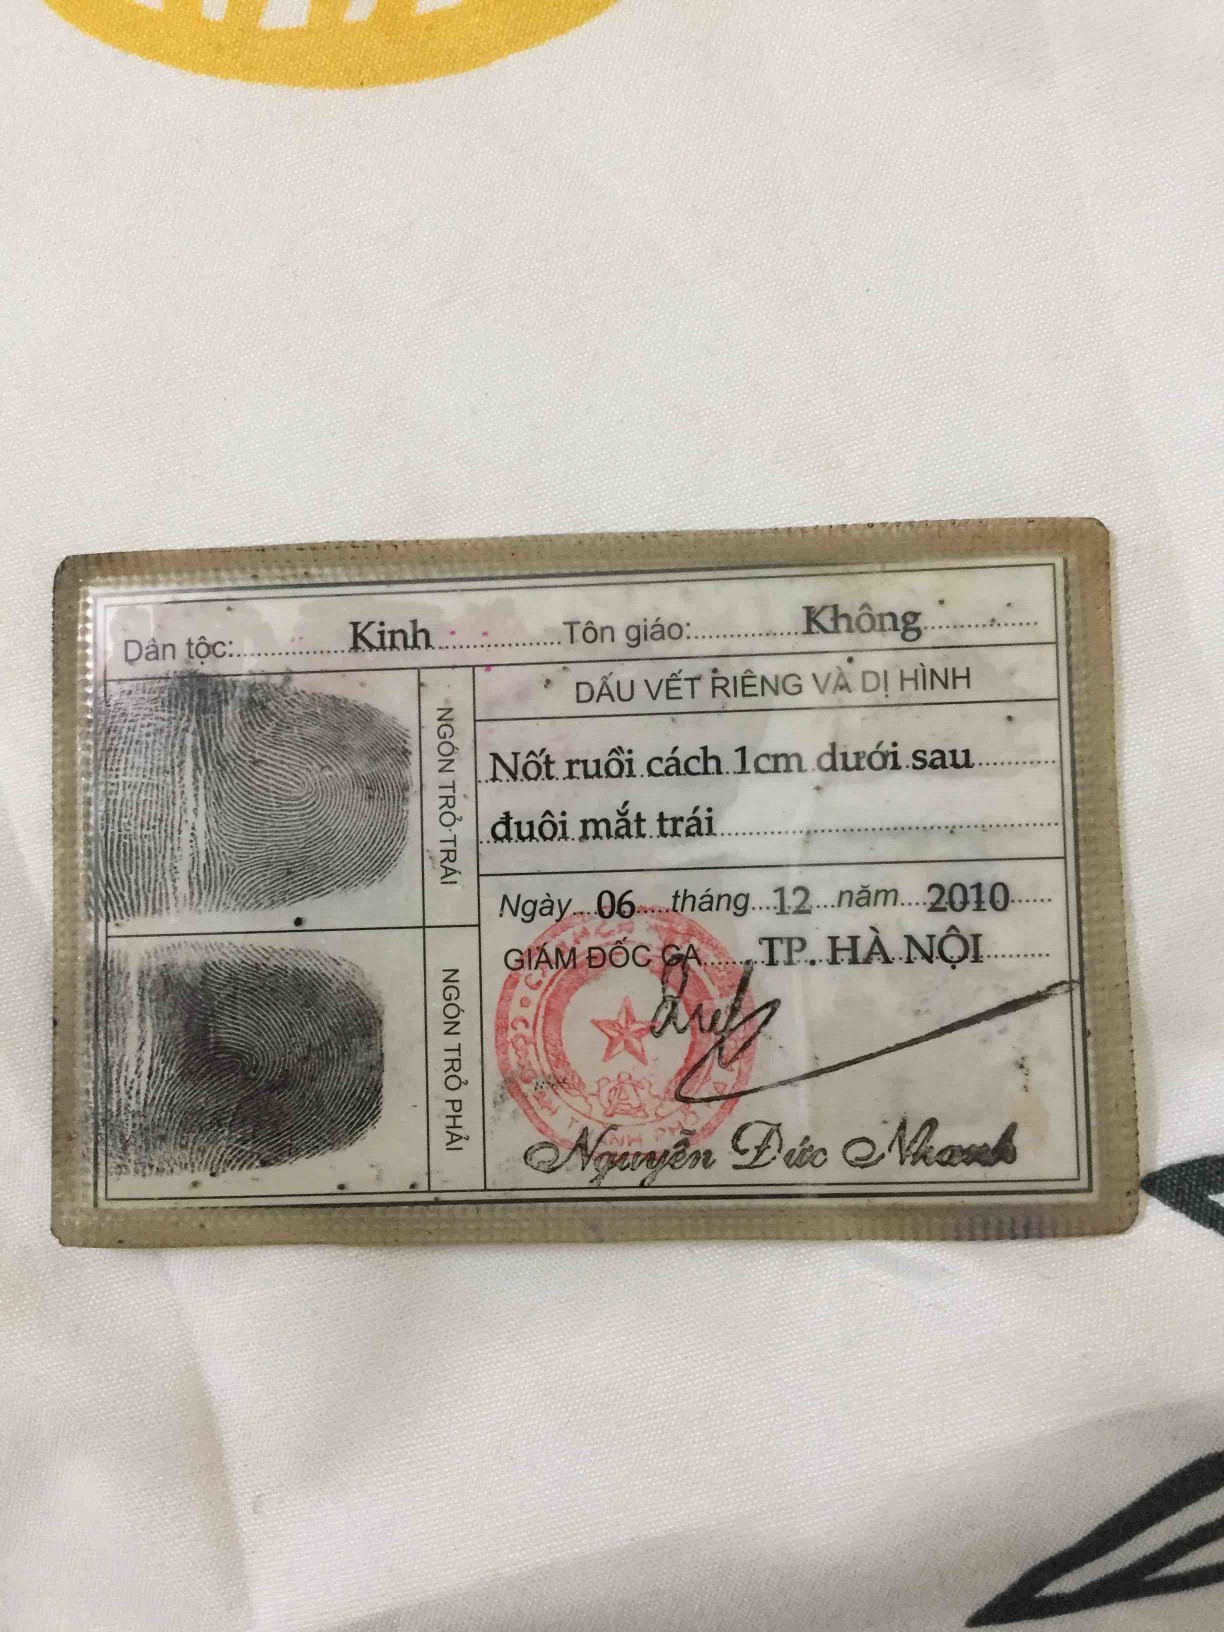 Dân tộc: Kinh Tôn giáo: Không
NGÓN TRỎ TRÁI
DẤU VẾT RIÊNG VÀ DỊ HÌNH
Nốt ruồi cách 1cm dưới sau
đuôi mắt trái
NGÓN TRỎ PHẢI
Ngày 06 tháng 12 năm 2010
GIÁM ĐỐC CA TP. HÀ NỘI
Nguyễn Đức Nhanh